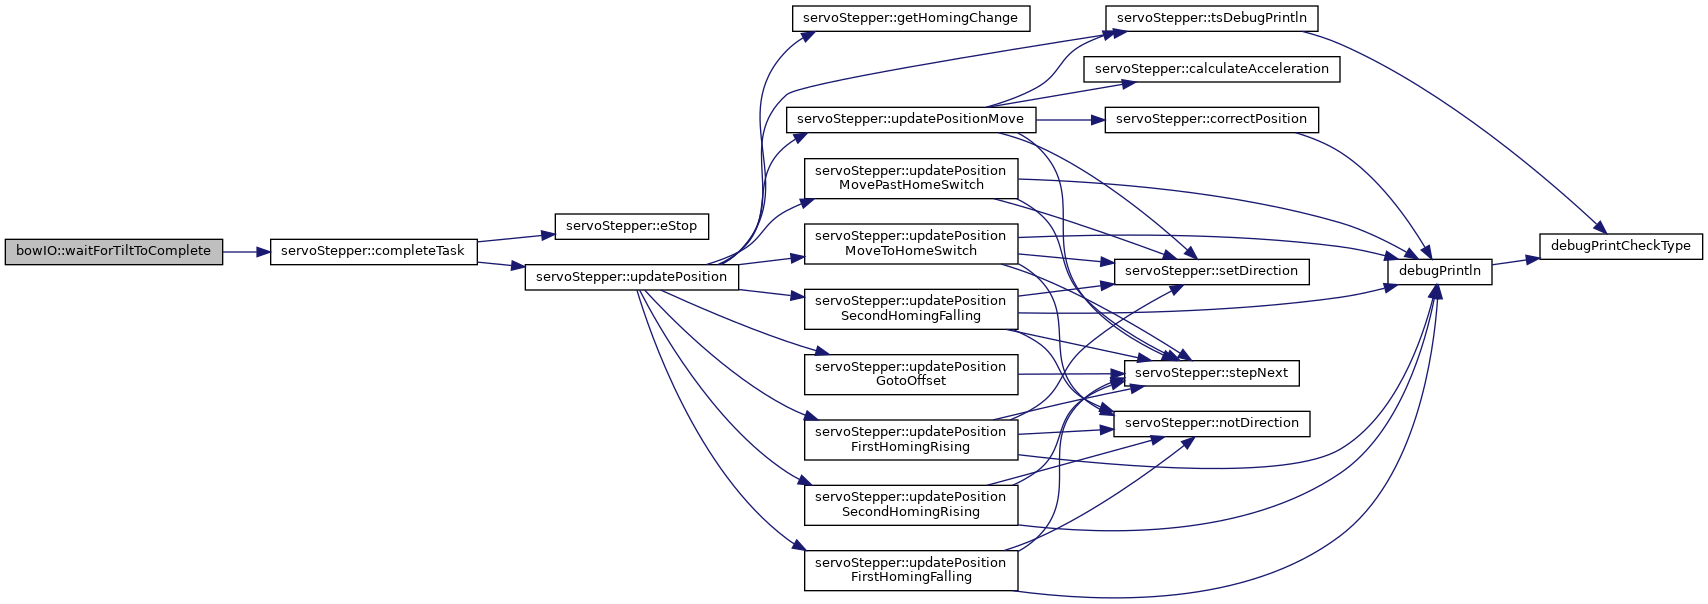 bowIO::waitForTiltToComplete
servoStepper::completeTask
servoStepper::eStop
servoStepper::updatePosition
servoStepper::getHomingChange
servoStepper::updatePositionMove
servoStepper::updatePosition
MovePastHomeSwitch
servoStepper::updatePosition
MoveToHomeSwitch
servoStepper::updatePosition
SecondHomingFalling
servoStepper::updatePosition
GotoOffset
servoStepper::updatePosition
FirstHomingRising
servoStepper::updatePosition
SecondHomingRising
servoStepper::updatePosition
FirstHomingFalling
servoStepper::tsDebugPrintln
servoStepper::calculateAcceleration
servoStepper::correctPosition
servoStepper::setDirection
servoStepper::stepNext
servoStepper::notDirection
debugPrintln
debugPrintCheckType